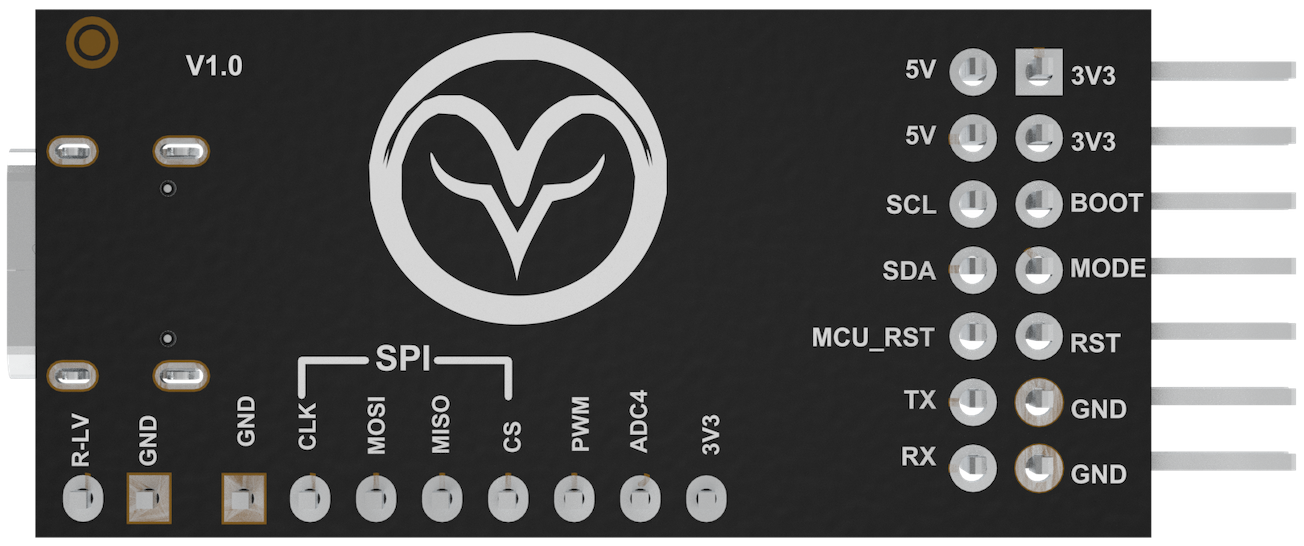 V1.0
5V 3V3
5V 3V3
SCL BOOT
SDA MODE
MCU_RST RST
TX GND
RX GND
SPI
R-LV GND GND CLK MOSI MISO CS PWM ADC4 3V3